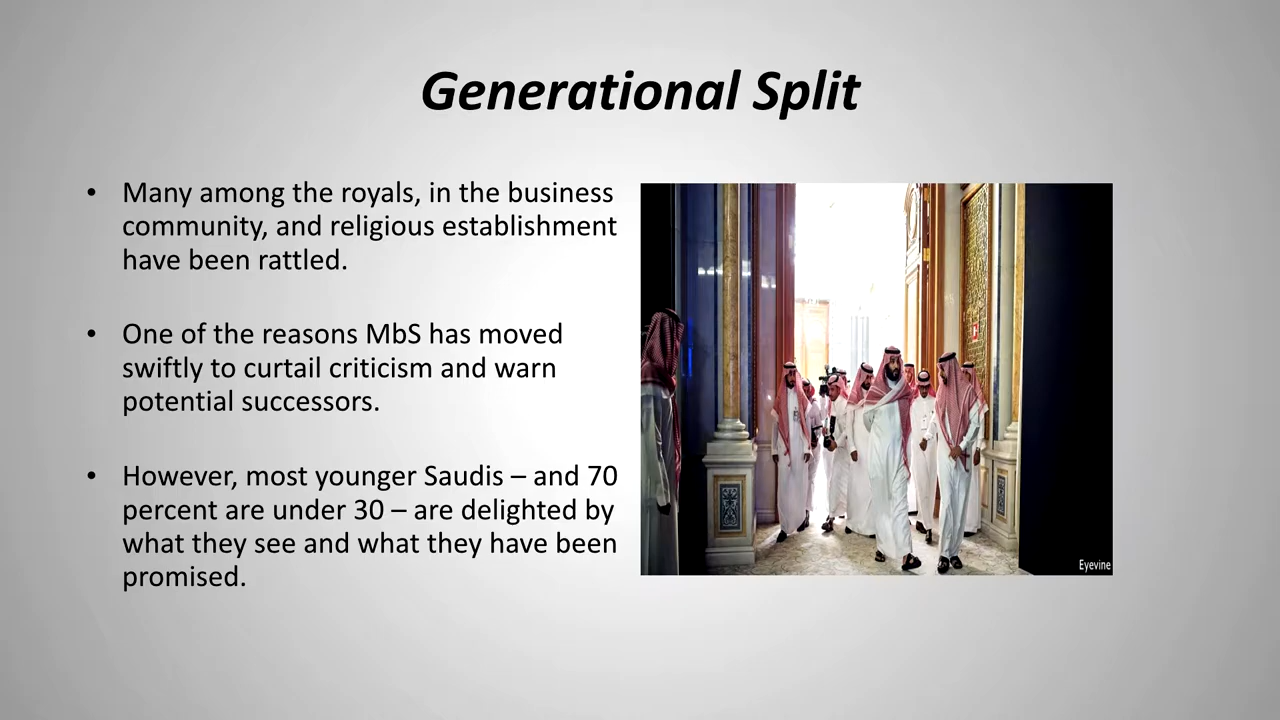 Generational Split
• Many among the royals, in the business
community, and religious establishment
have been rattled.
• One of the reasons MbS has moved
swiftly to curtail criticism and warn
potential successors.
• However, most younger Saudis – and 70
percent are under 30 – are delighted by
what they see and what they have been
promised.
Eyevine